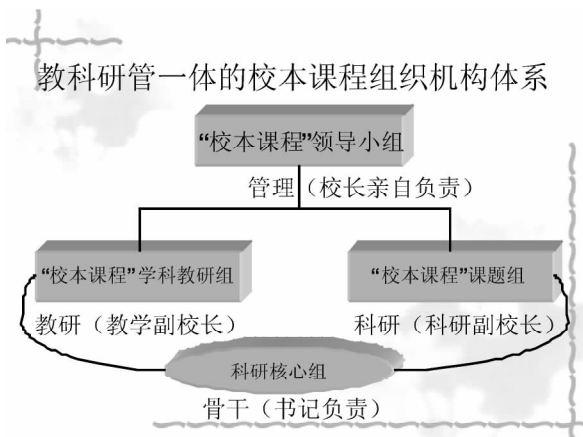 教科研管一体的校本课程组织机构体系
“校本课程”领导小组
管理（校长亲自负责）
“校本课程”学科教研组
“校本课程”课题组
教研（教学副校长）
科研（科研副校长）
科研核心组
骨干（书记负责）